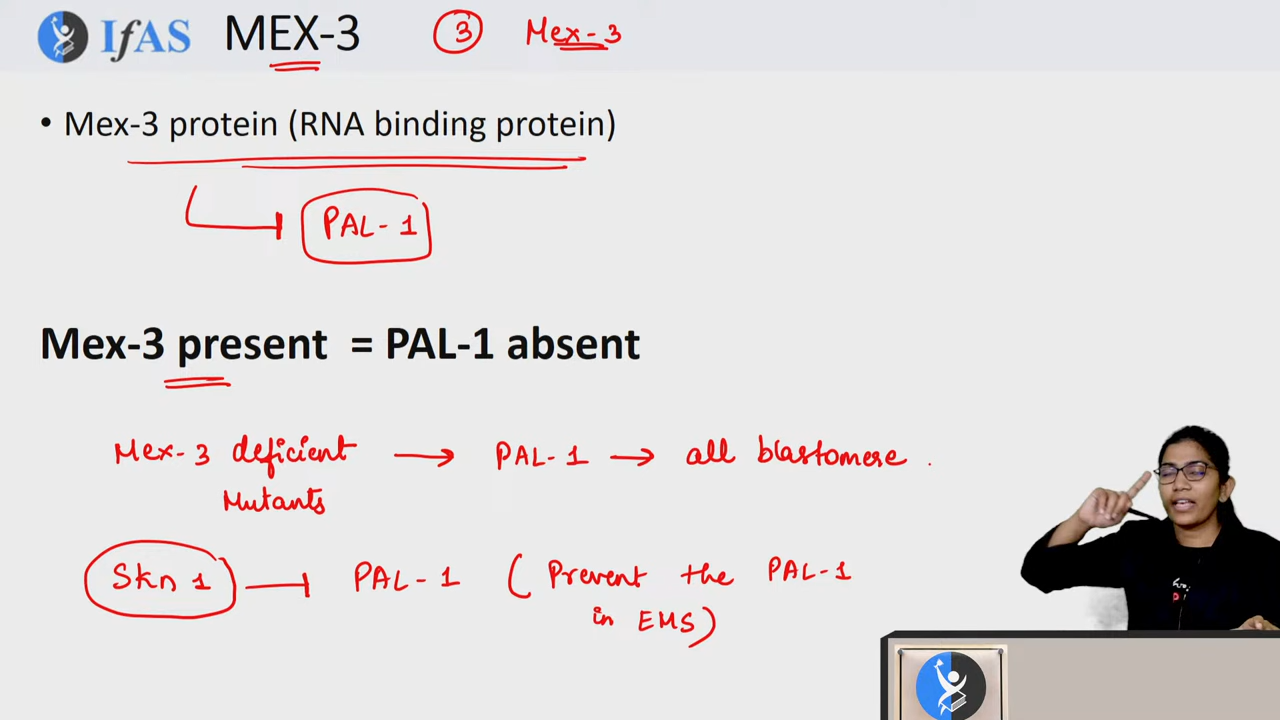 IfAS MEX-3 ③ Mex-3
• Mex-3 protein (RNA binding protein)
PAL-1
Mex-3 present = PAL-1 absent
Mex-3 deficient → PAL-1 → all blastomere.
Mutants
Skn 1 ⊣ PAL-1 (Prevent the PAL-1
in EMS)